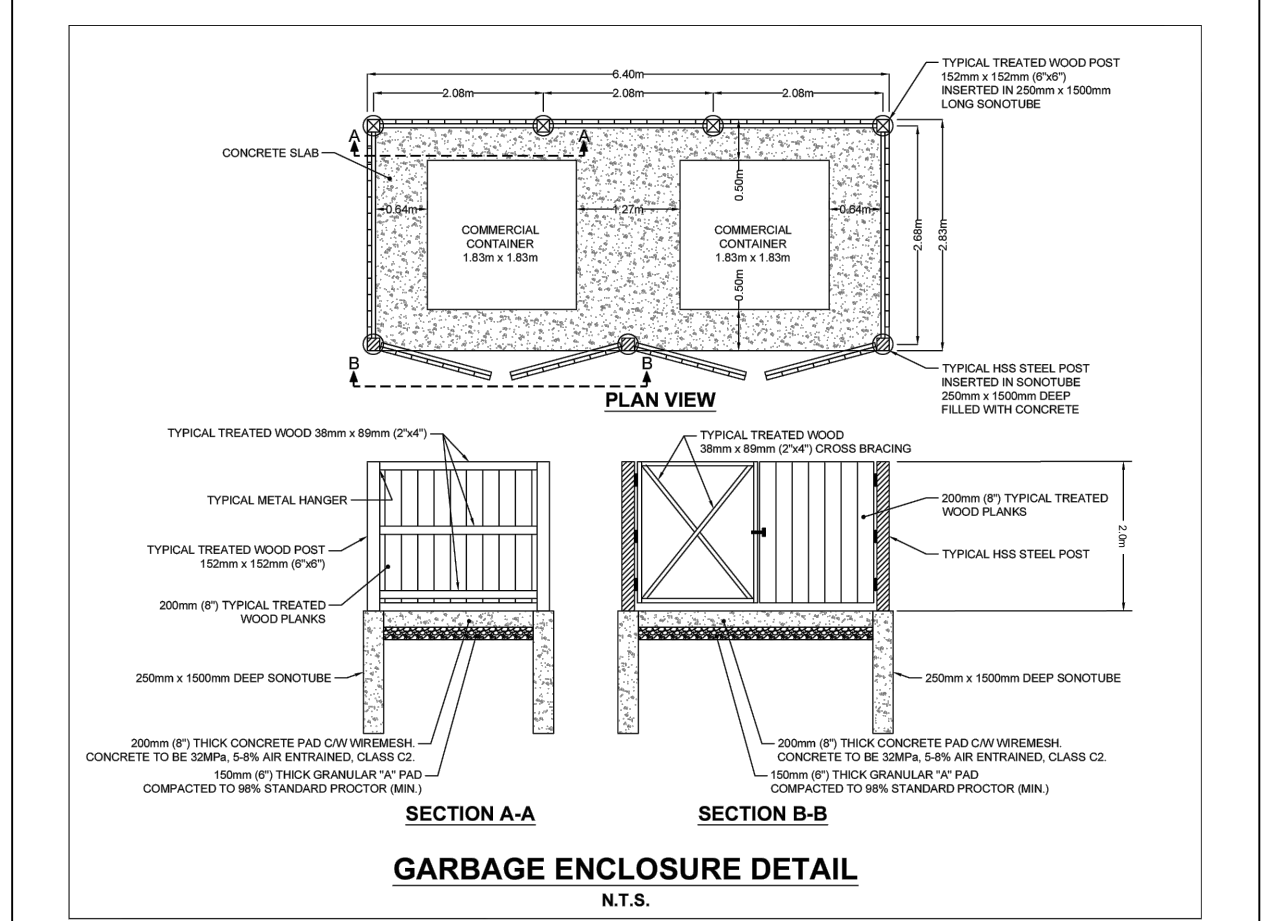 6.40m
2.08m
2.08m
2.08m
TYPICAL TREATED WOOD POST
152mm x 152mm (6"x6")
INSERTED IN 250mm x 1500mm
LONG SONOTUBE
A
A
CONCRETE SLAB
0.50m
0.64m
1.27m
0.64m
COMMERCIAL
CONTAINER
1.83m x 1.83m
COMMERCIAL
CONTAINER
1.83m x 1.83m
2.68m
2.83m
0.50m
B
B
PLAN VIEW
TYPICAL HSS STEEL POST
INSERTED IN SONOTUBE
250mm x 1500mm DEEP
FILLED WITH CONCRETE
TYPICAL TREATED WOOD 38mm x 89mm (2"x4")
TYPICAL METAL HANGER
TYPICAL TREATED WOOD POST
152mm x 152mm (6"x6")
200mm (8") TYPICAL TREATED
WOOD PLANKS
250mm x 1500mm DEEP SONOTUBE
200mm (8") THICK CONCRETE PAD C/W WIREMESH.
CONCRETE TO BE 32MPa, 5-8% AIR ENTRAINED, CLASS C2.
150mm (6") THICK GRANULAR "A" PAD
COMPACTED TO 98% STANDARD PROCTOR (MIN.)
SECTION A-A
TYPICAL TREATED WOOD
38mm x 89mm (2"x4") CROSS BRACING
200mm (8") TYPICAL TREATED
WOOD PLANKS
2.0m
TYPICAL HSS STEEL POST
250mm x 1500mm DEEP SONOTUBE
200mm (8") THICK CONCRETE PAD C/W WIREMESH.
CONCRETE TO BE 32MPa, 5-8% AIR ENTRAINED, CLASS C2.
150mm (6") THICK GRANULAR "A" PAD
COMPACTED TO 98% STANDARD PROCTOR (MIN.)
SECTION B-B
GARBAGE ENCLOSURE DETAIL
N.T.S.